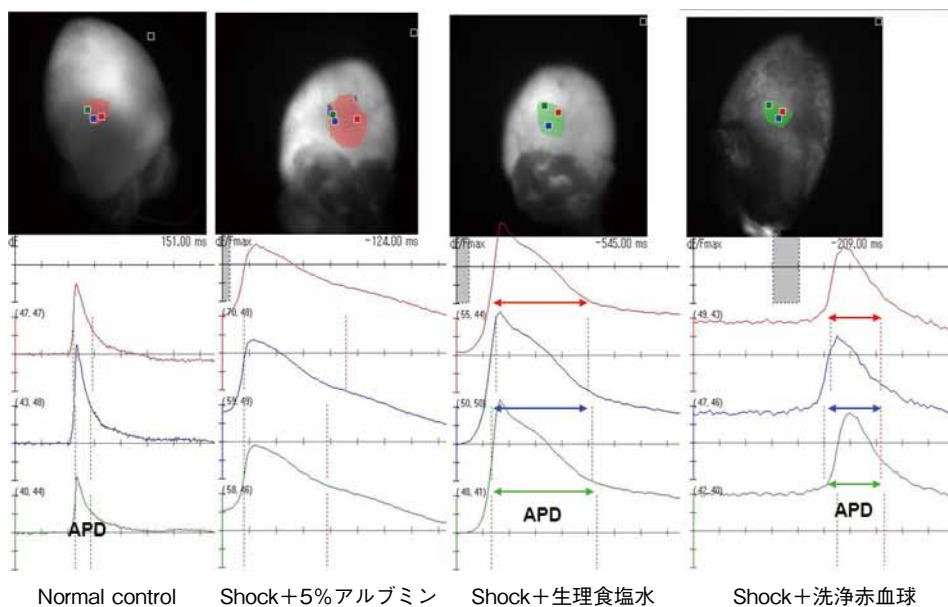 dF
151.00 ms
dF/Fmax
-124.00 ms
dF/Fmax
-545.00 ms
dF/Fmax
-209.00 ms
(47.47)
(43.48)
(40.44)
APD
(70.48)
(59.49)
(58.46)
(55.44)
(50.50)
(48.41)
APD
(49.43)
(47.46)
(42.40)
APD
Normal control
Shock+5%アルブミン
Shock+生理食塩水
Shock+洗浄赤血球